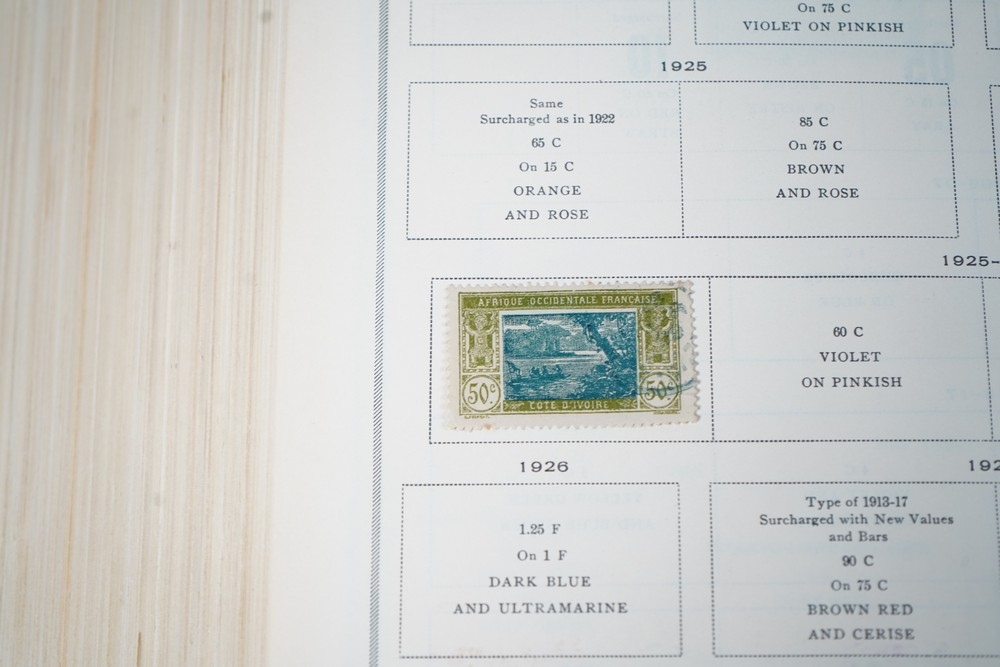 On 75 C
VIOLET ON PINKISH
1925
Same
Surcharged as in 1922
65 C
On 15 C
ORANGE
AND ROSE
85 C
On 75 C
BROWN
AND ROSE
1925-
AFRIQUE OCCIDENTALE FRANÇAISE
50c
50c
COTE D'IVOIRE
60 C
VIOLET
ON PINKISH
1926
1.25 F
On 1 F
DARK BLUE
AND ULTRAMARINE
192
Type of 1913-17
Surcharged with New Values
and Bars
90 C
On 75 C
BROWN RED
AND CERISE